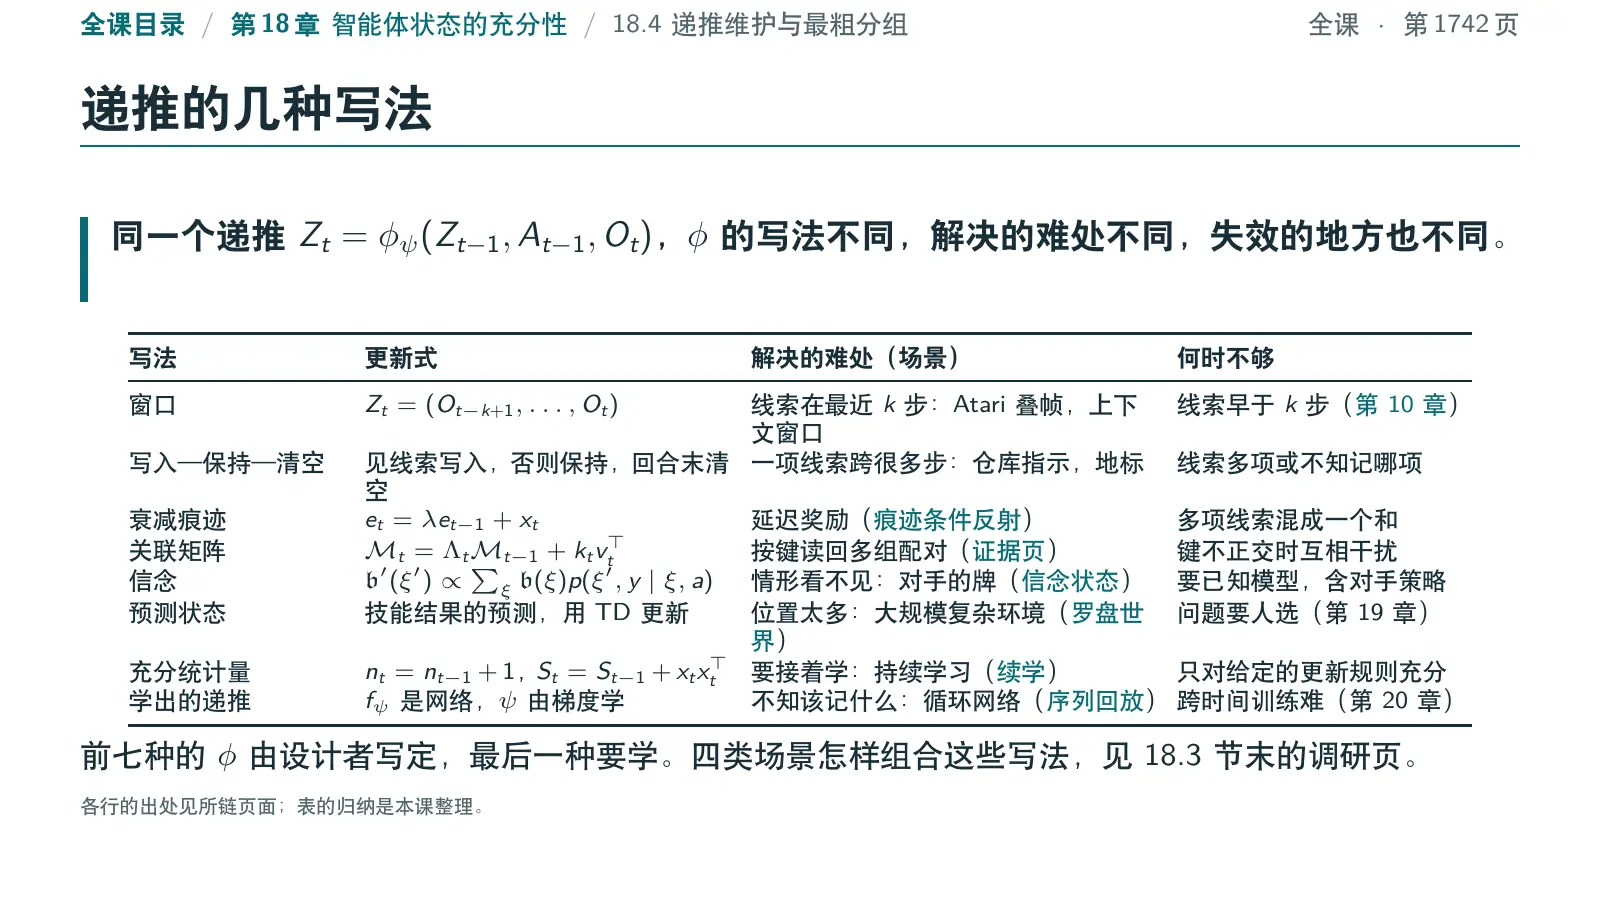 全课目录 / 第 18 章 智能体状态的充分性 / 18.4 递推维护与最粗分组
全课 · 第 1742 页
递推的几种写法
同一个递推 Z_t = ϕ_ψ(Z_{t−1}, A_{t−1}, O_t)，ϕ 的写法不同，解决的难处不同，失效的地方也不同。
写法 更新式 解决的难处（场景） 何时不够
窗口 Z_t = (O_{t−k+1}, . . . , O_t) 线索在最近 k 步：Atari 叠帧，上下 线索早于 k 步（第 10 章）
文窗口
写入—保持—清空 见线索写入，否则保持，回合末清 一项线索跨很多步：仓库指示，地标 线索多项或不知记哪项
空
衰减痕迹 e_t = λe_{t−1} + x_t 延迟奖励（痕迹条件反射） 多项线索混成一个和
关联矩阵 ℳ_t = Λ_tℳ_{t−1} + k_tv_t^⊤ 按键读回多组配对（证据页） 键不正交时互相干扰
信念 𝔟′(ξ′) ∝ ∑_ξ 𝔟(ξ)p(ξ′, y | ξ, a) 情形看不见：对手的牌（信念状态） 要已知模型，含对手策略
预测状态 技能结果的预测，用 TD 更新 位置太多：大规模复杂环境（罗盘世 问题要人选（第 19 章）
界）
充分统计量 n_t = n_{t−1} + 1, S_t = S_{t−1} + x_tx_t^⊤ 要接着学：持续学习（续学） 只对给定的更新规则充分
学出的递推 f_ψ 是网络，ψ 由梯度学 不知该记什么：循环网络（序列回放） 跨时间训练难（第 20 章）
前七种的 ϕ 由设计者写定，最后一种要学。四类场景怎样组合这些写法，见 18.3 节末的调研页。
各行的出处见所链页面；表的归纳是本课整理。